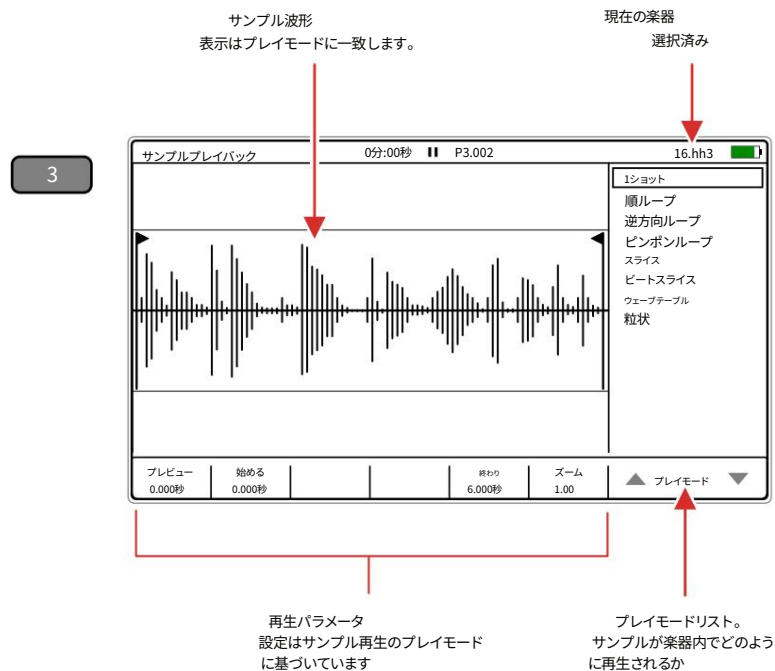 サンプル波形
表示はプレイモードに一致します。
現在の楽器
選択済み
3
サンプルプレイバック 0分:00秒 P3.002 16.hh3
1ショット
順ループ
逆方向ループ
ピンポンループ
スライス
ビートスライス
ウェーブテーブル
粒状
プレビュー 始める 終わり ズーム
0.000秒 0.000秒 6.000秒 1.00
プレイモード
再生パラメータ
設定はサンプル再生のプレイモード
に基づいています
プレイモードリスト。
サンプルが楽器内でどのよう
に再生されるか